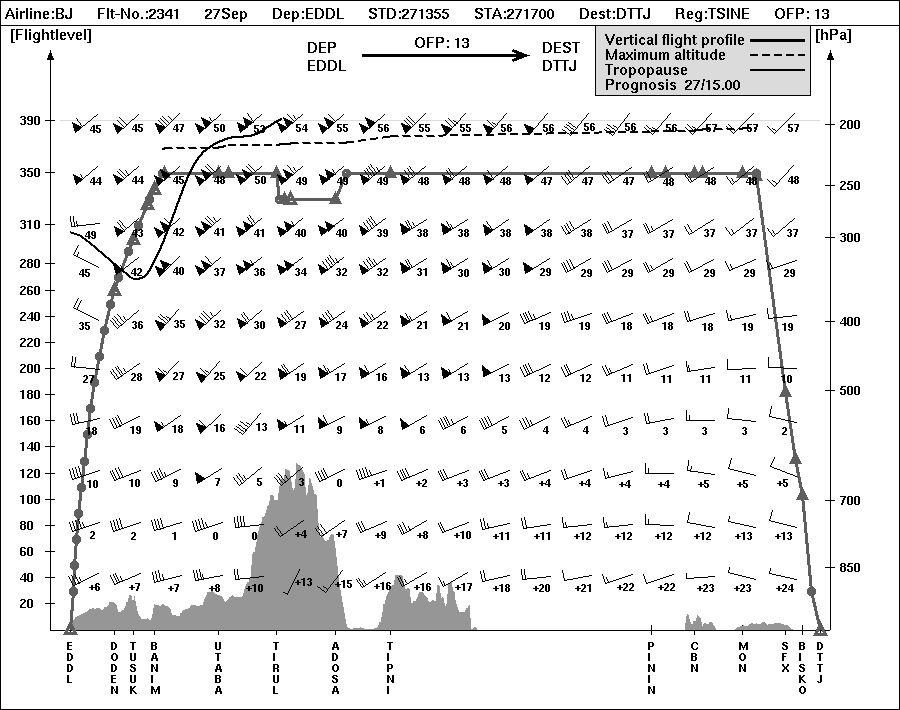 Airline:BJ Flt-No.:2341 27Sep Dep:EDDL STD:271355 STA:271700 Dest:DTTJ Reg:TSINE OFP: 13
[Flightlevel] [hPa]
DEP OFP: 13 DEST
EDDL DTTJ
Vertical flight profile
Maximum altitude
Tropopause
Prognosis 27/15.00
390 45 45 47 50 52 54 55 56 55 55 56 56 56 56 56 57 57 57 200
350 44 44 45 48 50 49 49 49 48 48 48 47 47 47 48 48 48 48 250
310 49 43 42 41 41 40 40 39 38 38 38 38 38 37 37 37 37 37 300
280 45 42 40 37 36 34 32 32 31 30 30 29 29 29 29 29 29 29
260
240 35 36 35 32 30 27 24 22 21 21 20 19 19 18 18 18 19 19 400
220
200 27 28 27 25 22 19 17 16 13 13 13 12 12 11 11 11 11 10 500
180
160 18 19 18 16 13 11 9 8 6 6 5 4 4 3 3 3 3 2
140
120 10 10 9 7 5 3 0 +1 +2 +3 +3 +4 +4 +4 +4 +5 +5 +5
100 700
80 2 2 1 0 0 +4 +7 +9 +8 +10 +11 +11 +12 +12 +12 +12 +13 +13
60
40 +6 +7 +7 +8 +10 +13 +15 +16 +16 +17 +18 +20 +21 +22 +22 +23 +23 +24 850
20
EDDL DODEN TUSUK BANIM UTABA TIRUL ADOSA TIPNI PININ CBN MON SFX BISKO DTTJ